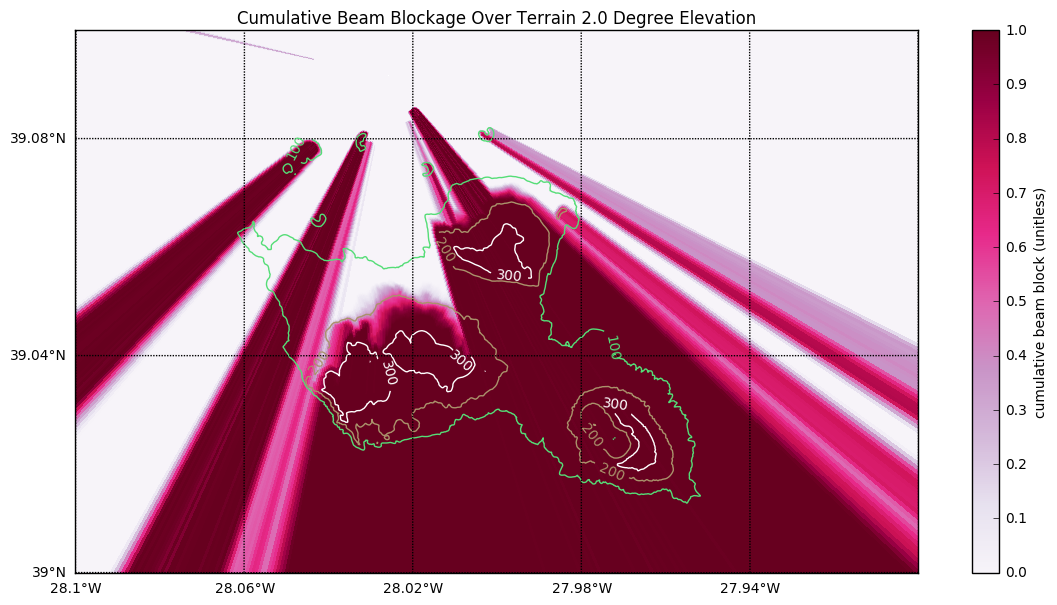 Cumulative Beam Blockage Over Terrain 2.0 Degree Elevation
39.08°N
39.04°N
39°N
28.1°W
28.06°W
28.02°W
27.98°W
27.94°W
100
200
300
300
300
100
300
200
200
1.0
0.9
0.8
0.7
0.6
0.5
0.4
0.3
0.2
0.1
0.0
cumulative beam block (unitless)